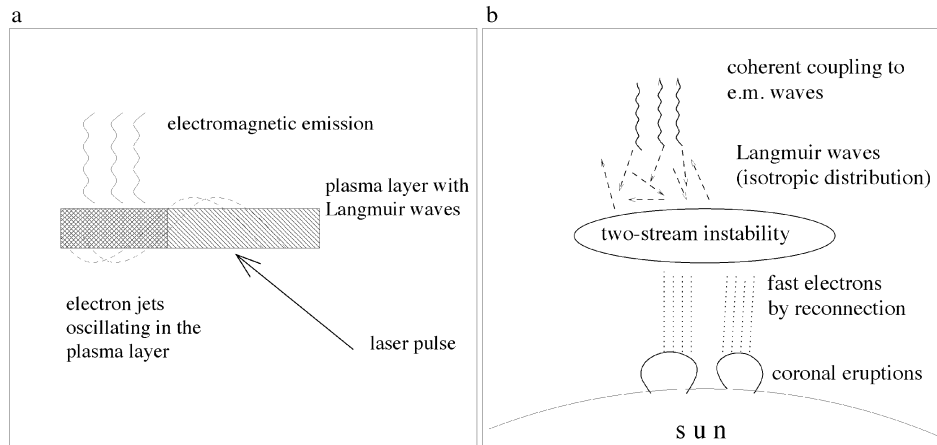 a
electromagnetic emission
plasma layer with
Langmuir waves
electron jets
oscillating in the
plasma layer
laser pulse
b
coherent coupling to
e.m. waves
Langmuir waves
(isotropic distribution)
two-stream instability
fast electrons
by reconnection
coronal eruptions
sun